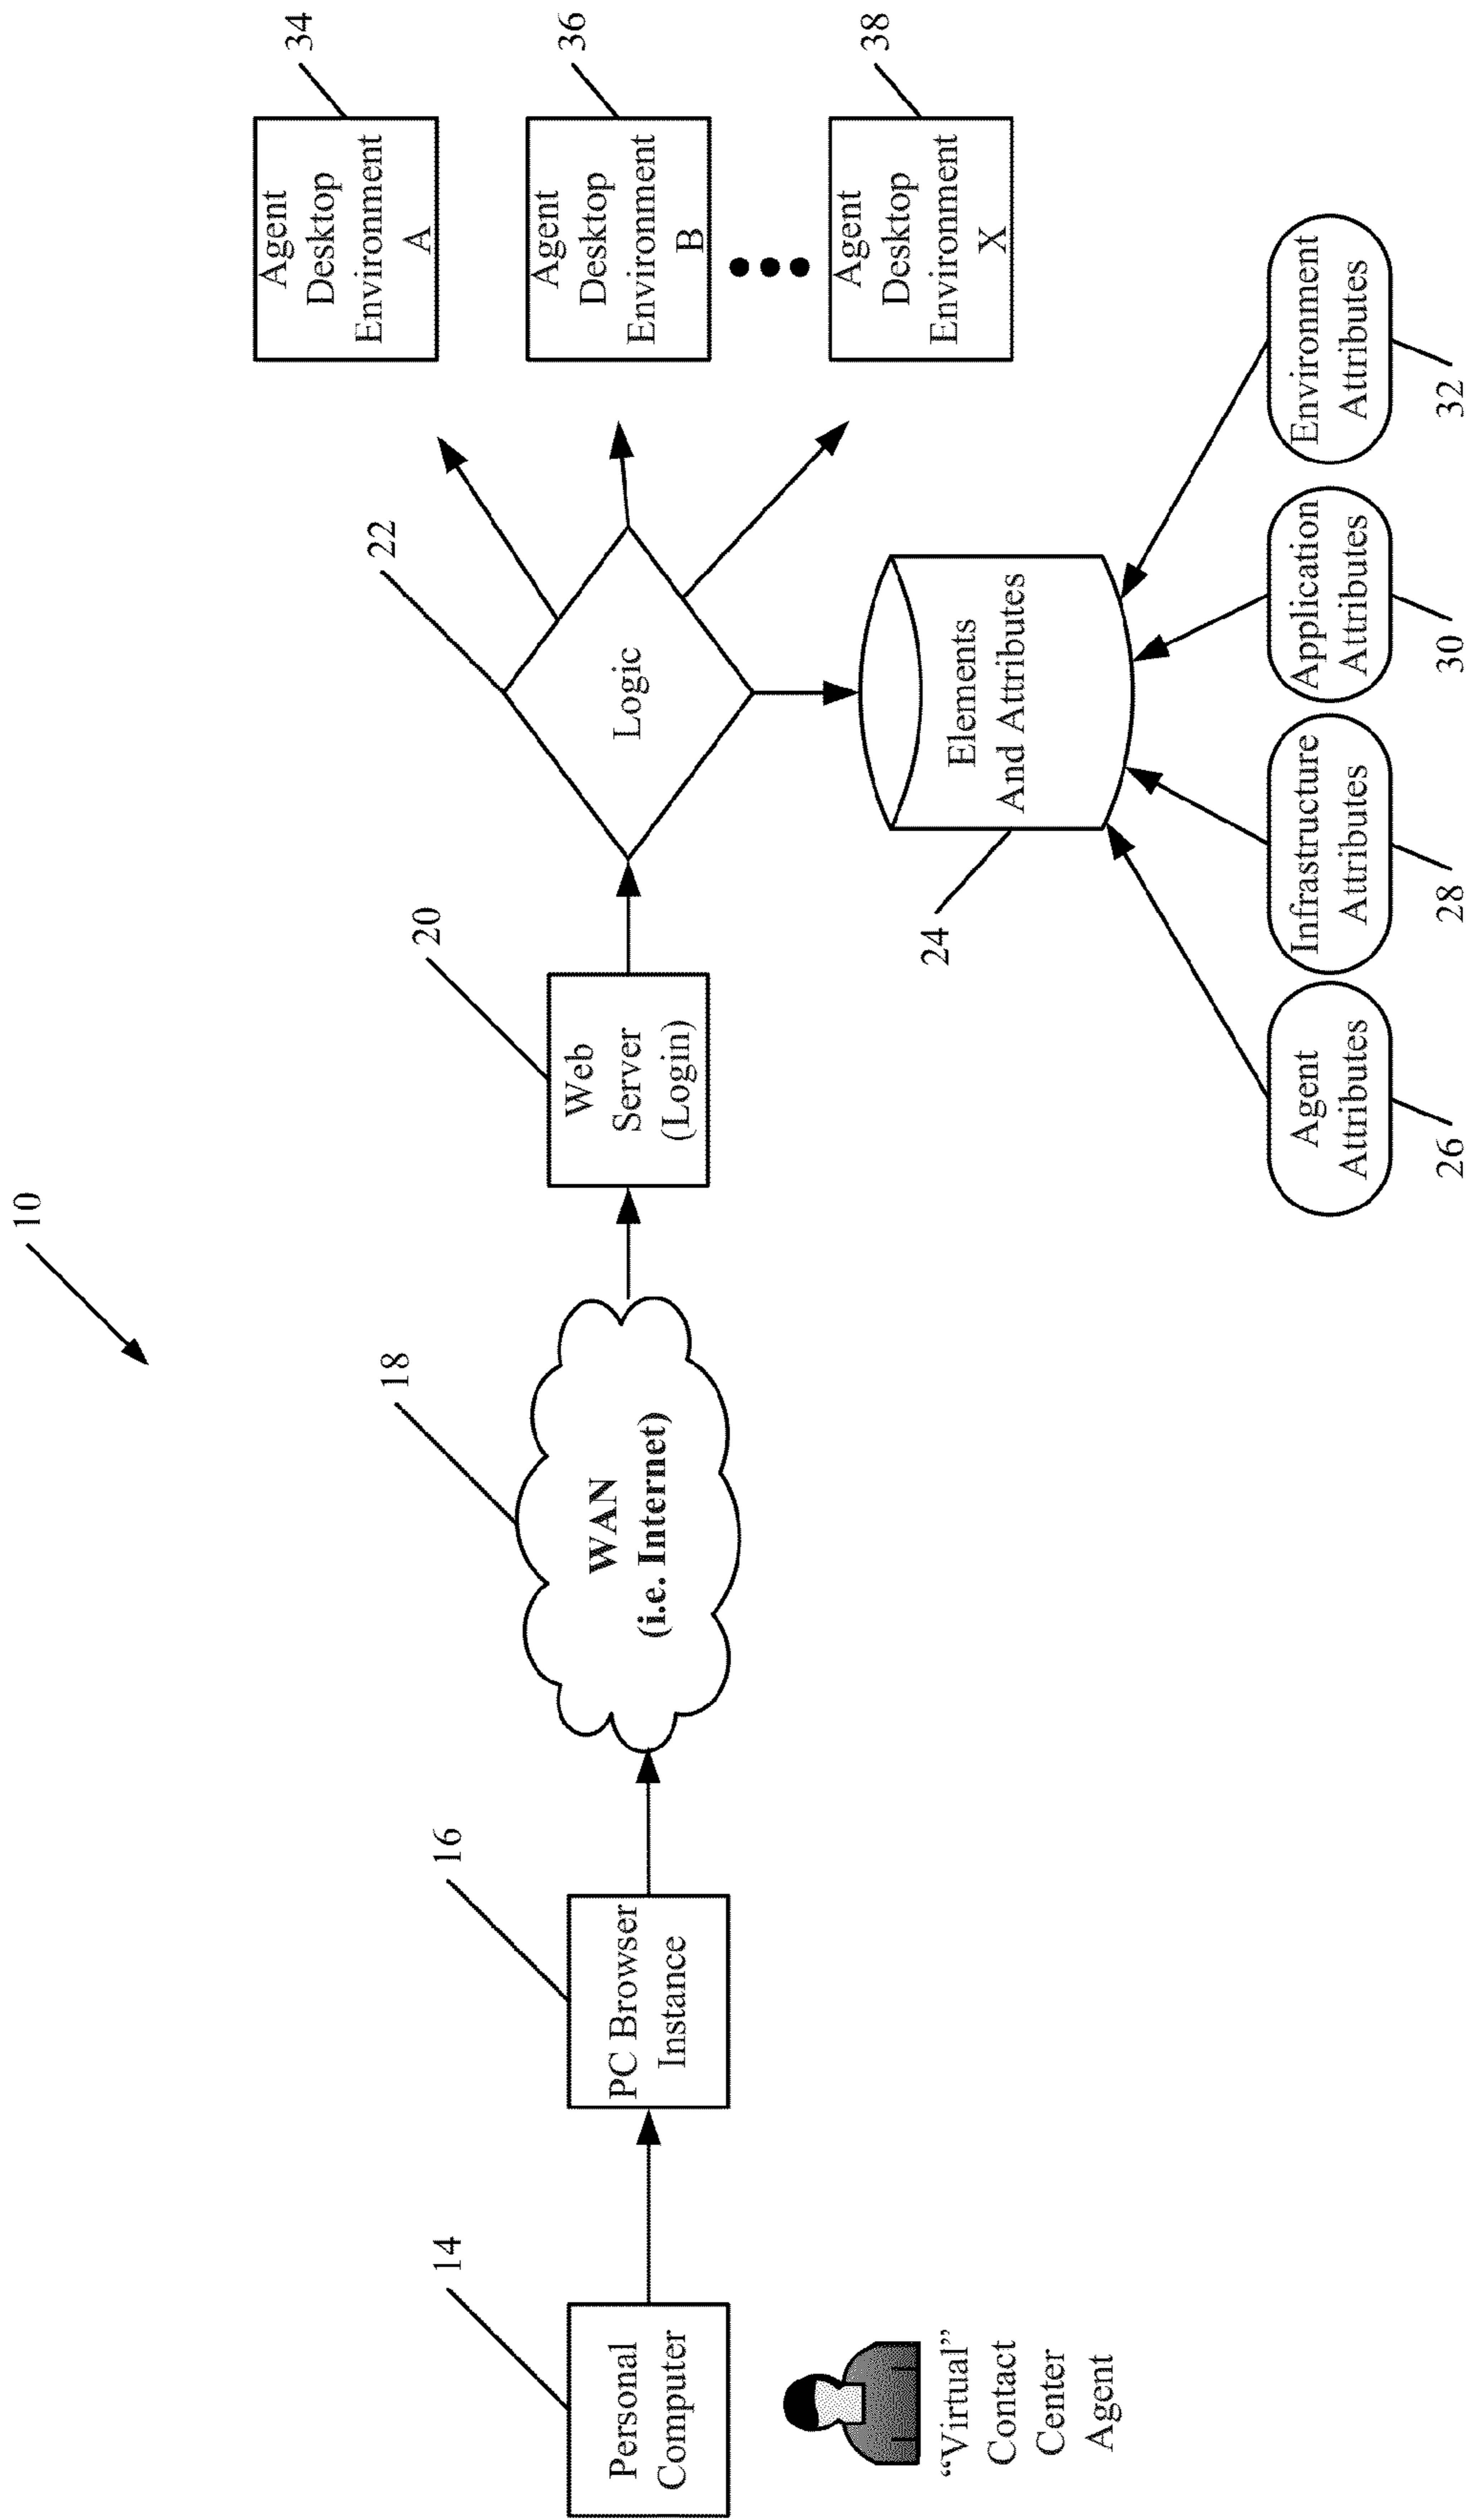 10
14
Personal
Computer
"Virtual"
Contact
Center
Agent
16
PC Browser
Instance
18
WAN
(i.e. Internet)
20
Web
Server
(Login)
22
Logic
24
Elements
And Attributes
26
Agent
Attributes
28
Infrastructure
Attributes
30
Application
Attributes
32
Environment
Attributes
34
Agent
Desktop
Environment
A
36
Agent
Desktop
Environment
B
38
Agent
Desktop
Environment
X